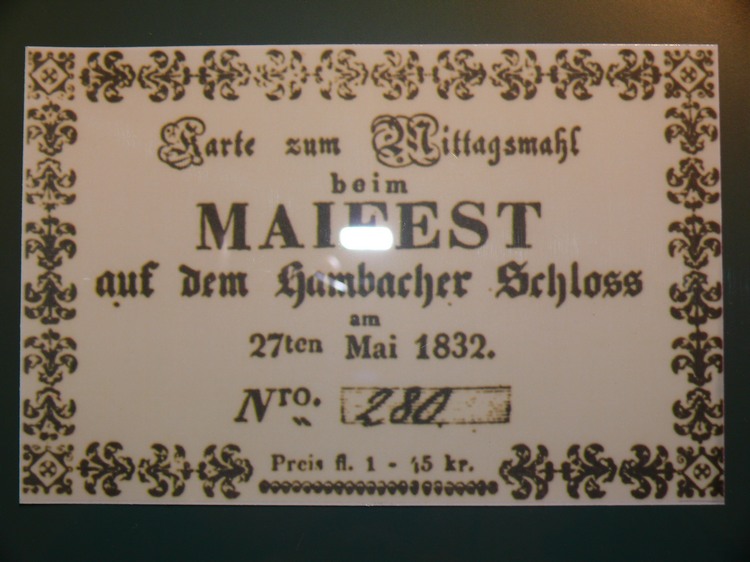 Karte zum Mittagsmahl
beim
MAIFEST
auf dem Hambacher Schloss
am
27ten Mai 1832.
Nro. 280.
Preis fl. 1 - 45 kr.